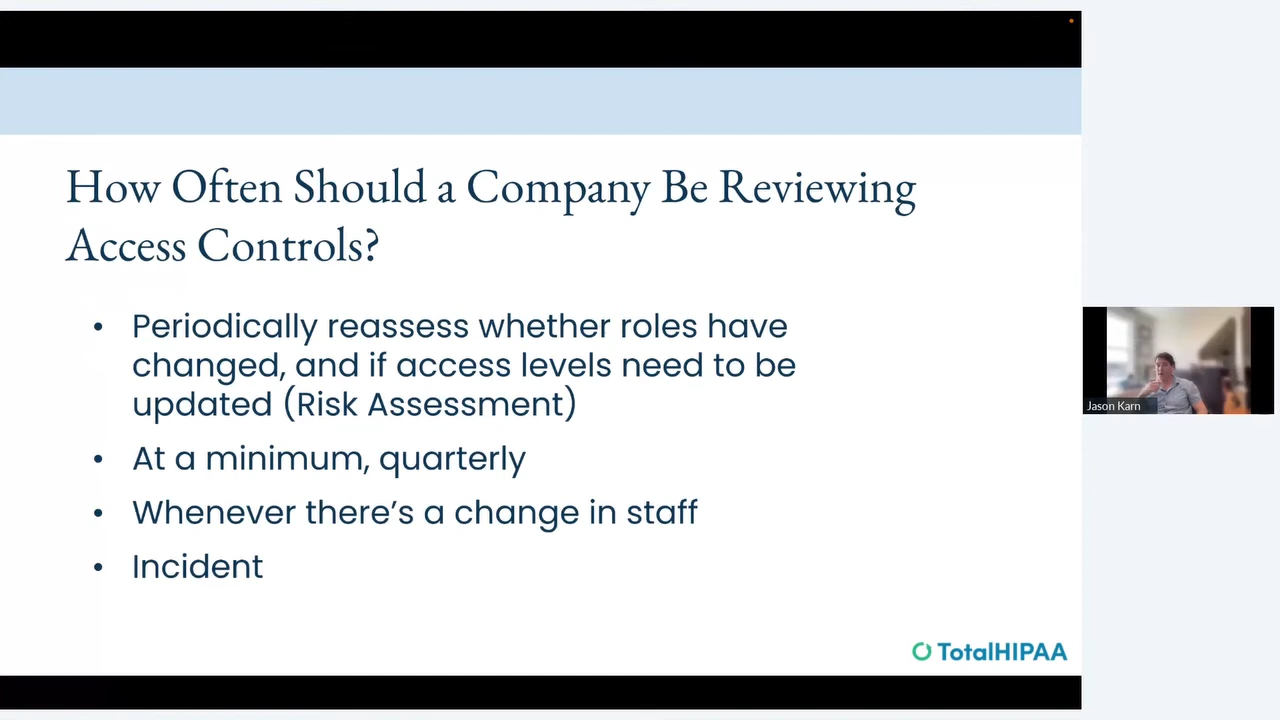 How Often Should a Company Be Reviewing
Access Controls?
• Periodically reassess whether roles have
changed, and if access levels need to be
updated (Risk Assessment)
• At a minimum, quarterly
• Whenever there’s a change in staff
• Incident
TotalHIPAA
Jason Karn